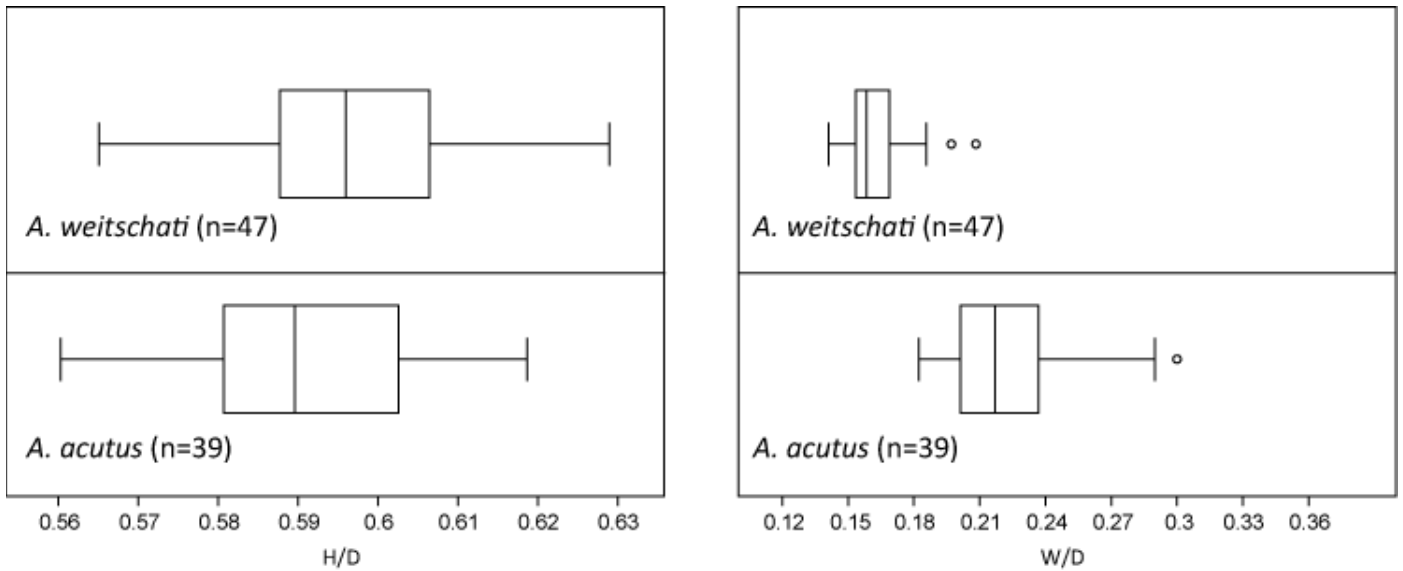 A. weitschati (n=47)
A. acutus (n=39)
0.56 0.57 0.58 0.59 0.6 0.61 0.62 0.63
H/D
A. weitschati (n=47)
A. acutus (n=39)
0.12 0.15 0.18 0.21 0.24 0.27 0.3 0.33 0.36
W/D